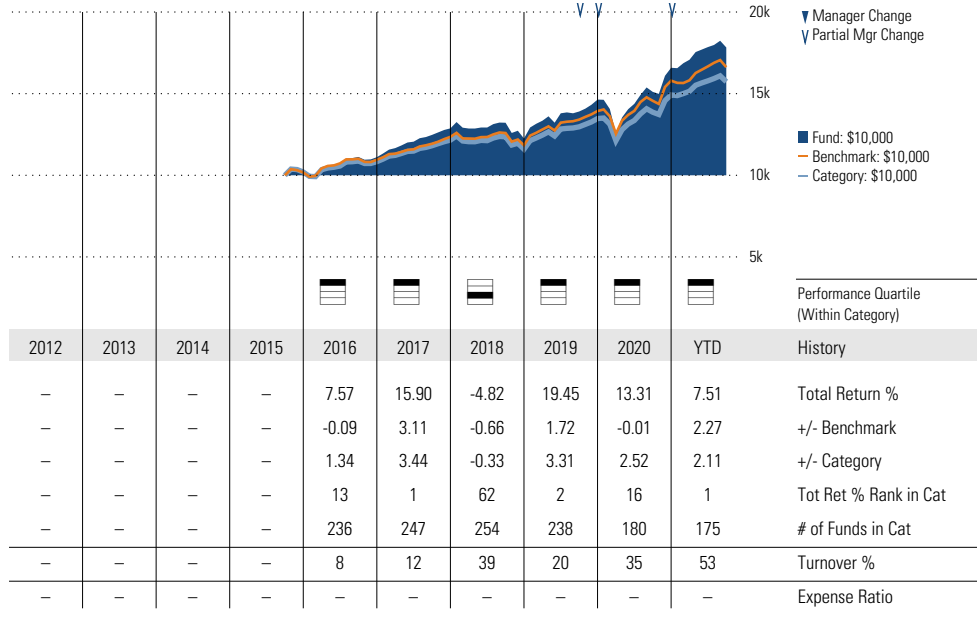 20k
15k
10k
5k
Manager Change
Partial Mgr Change
Fund: $10,000
Benchmark: $10,000
Category: $10,000
Performance Quartile
(Within Category)
2012 2013 2014 2015 2016 2017 2018 2019 2020 YTD History
– – – – 7.57 15.90 -4.82 19.45 13.31 7.51 Total Return %
– – – – -0.09 3.11 -0.66 1.72 -0.01 2.27 +/- Benchmark
– – – – 1.34 3.44 -0.33 3.31 2.52 2.11 +/- Category
– – – – 13 1 62 2 16 1 Tot Ret % Rank in Cat
– – – – 236 247 254 238 180 175 # of Funds in Cat
– – – – 8 12 39 20 35 53 Turnover %
– – – – – – – – – – Expense Ratio